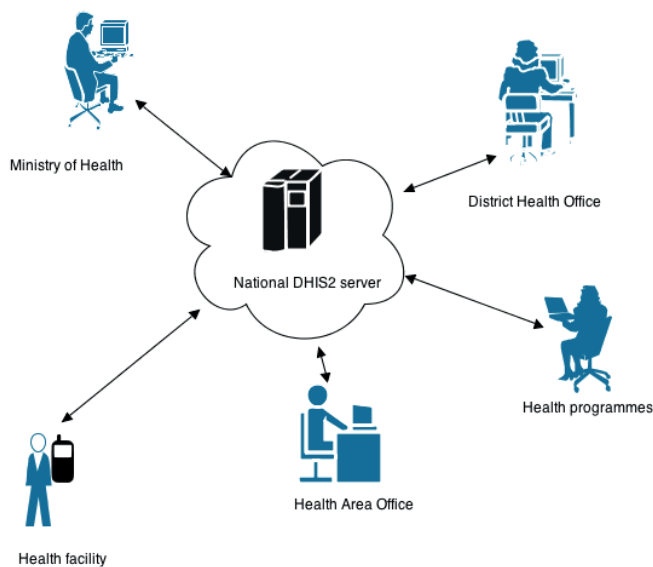 Ministry of Health
District Health Office
National DHIS2 server
Health programmes
Health Area Office
Health facility